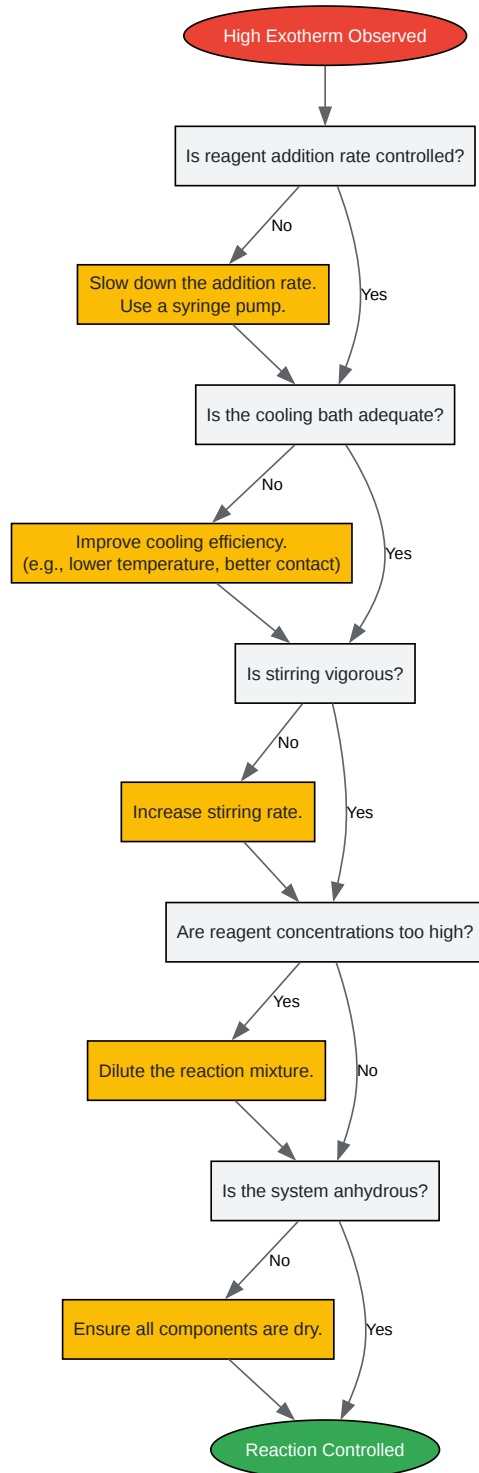 High Exotherm Observed
Is reagent addition rate controlled?
No
Slow down the addition rate.
Use a syringe pump.
Yes
Is the cooling bath adequate?
No
Improve cooling efficiency.
(e.g., lower temperature, better contact)
Yes
Is stirring vigorous?
No
Increase stirring rate.
Yes
Are reagent concentrations too high?
Yes
Dilute the reaction mixture.
No
Is the system anhydrous?
No
Ensure all components are dry.
Yes
Reaction Controlled